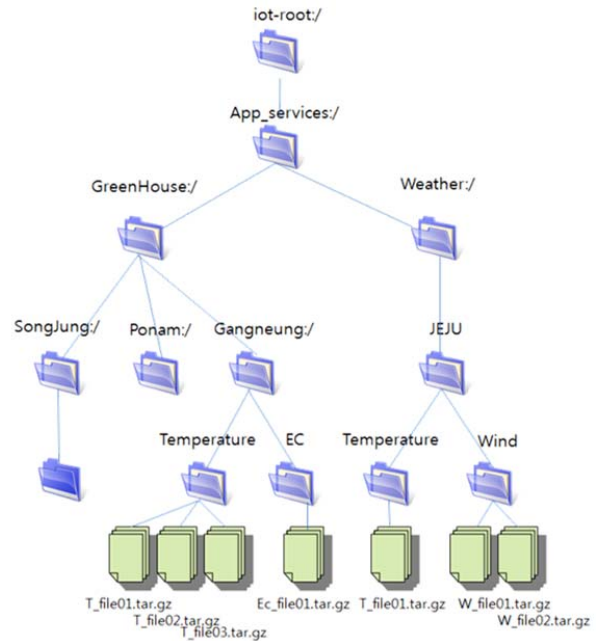 iot-root:/
App_services:/
GreenHouse:/
Weather:/
SongJung:/
Ponam:/
Gangneung:/
JEJU
Temperature
EC
Temperature
Wind
T_file01.tar.gz
T_file02.tar.gz
T_file03.tar.gz
Ec_file01.tar.gz
T_file01.tar.gz
W_file01.tar.gz
W_file02.tar.gz